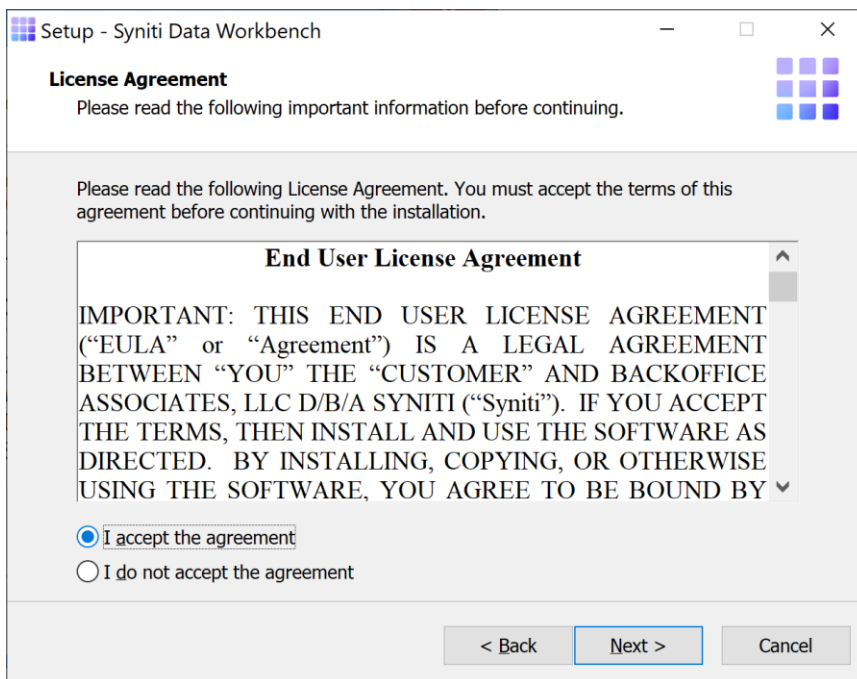 Setup - Syniti Data Workbench
License Agreement
Please read the following important information before continuing.
Please read the following License Agreement. You must accept the terms of this
agreement before continuing with the installation.
End User License Agreement
IMPORTANT: THIS END USER LICENSE AGREEMENT
(“EULA” or “Agreement”) IS A LEGAL AGREEMENT
BETWEEN “YOU” THE “CUSTOMER” AND BACKOFFICE
ASSOCIATES, LLC D/B/A SYNITI (“Syniti”).  IF YOU ACCEPT
THE TERMS, THEN INSTALL AND USE THE SOFTWARE AS
DIRECTED.  BY INSTALLING, COPYING, OR OTHERWISE
USING THE SOFTWARE, YOU AGREE TO BE BOUND BY
I accept the agreement
I do not accept the agreement
< Back
Next >
Cancel